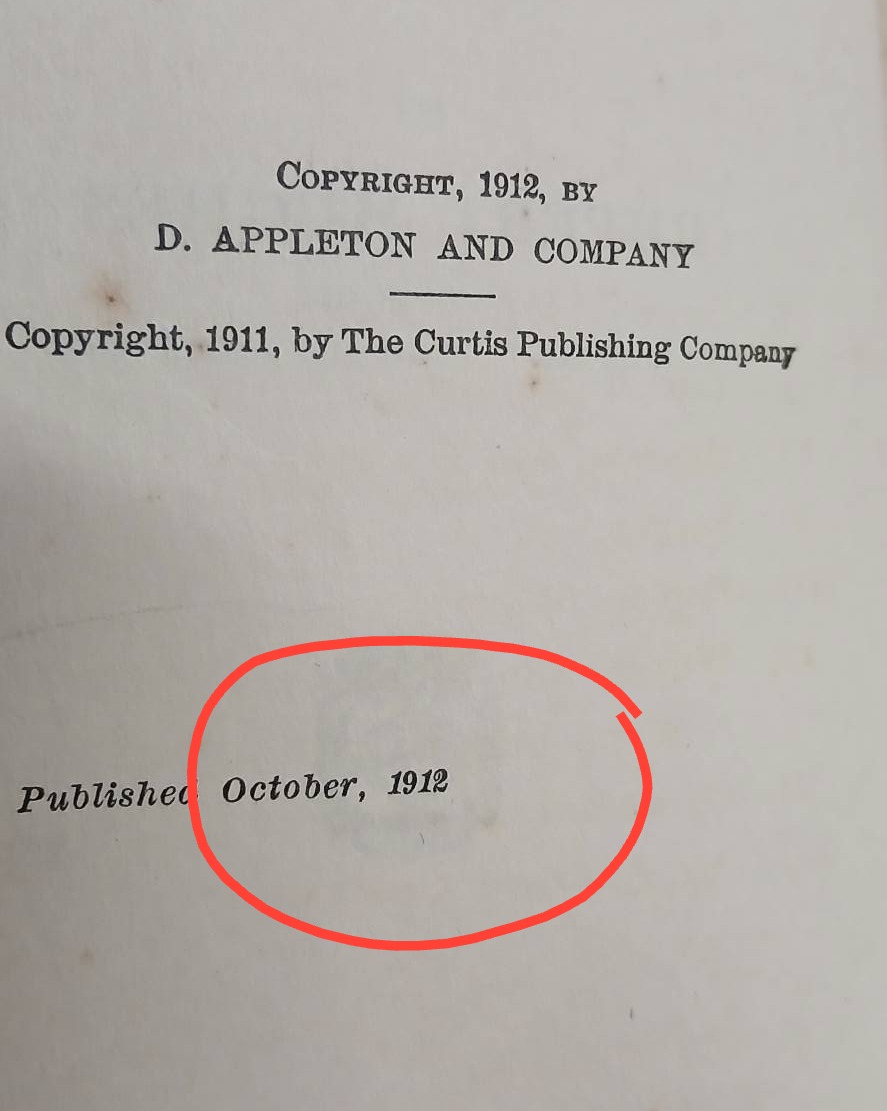 COPYRIGHT, 1912, BY
D. APPLETON AND COMPANY
Copyright, 1911, by The Curtis Publishing Company
Published October, 1912